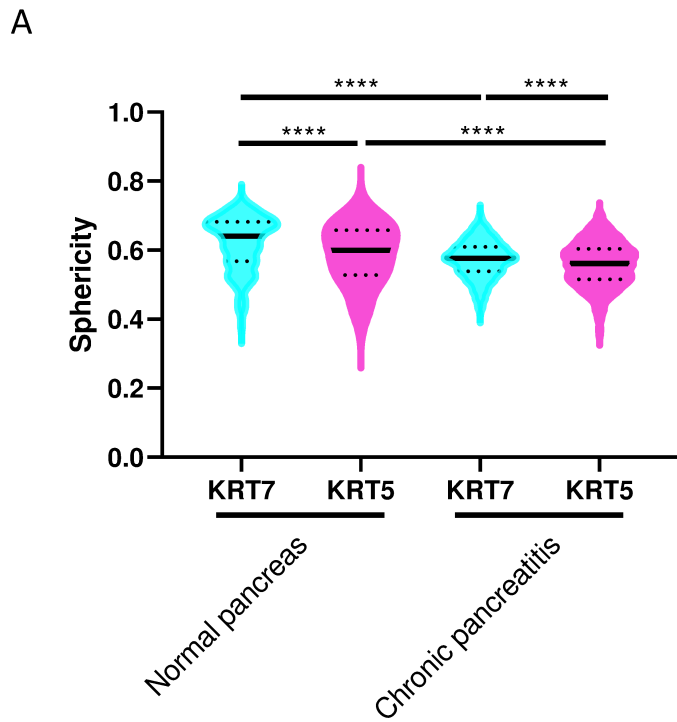 A
****
****
****
****
1.0
0.8
0.6
0.4
0.2
0.0
Sphericity
KRT7
KRT5
KRT7
KRT5
Normal pancreas
Chronic pancreatitis